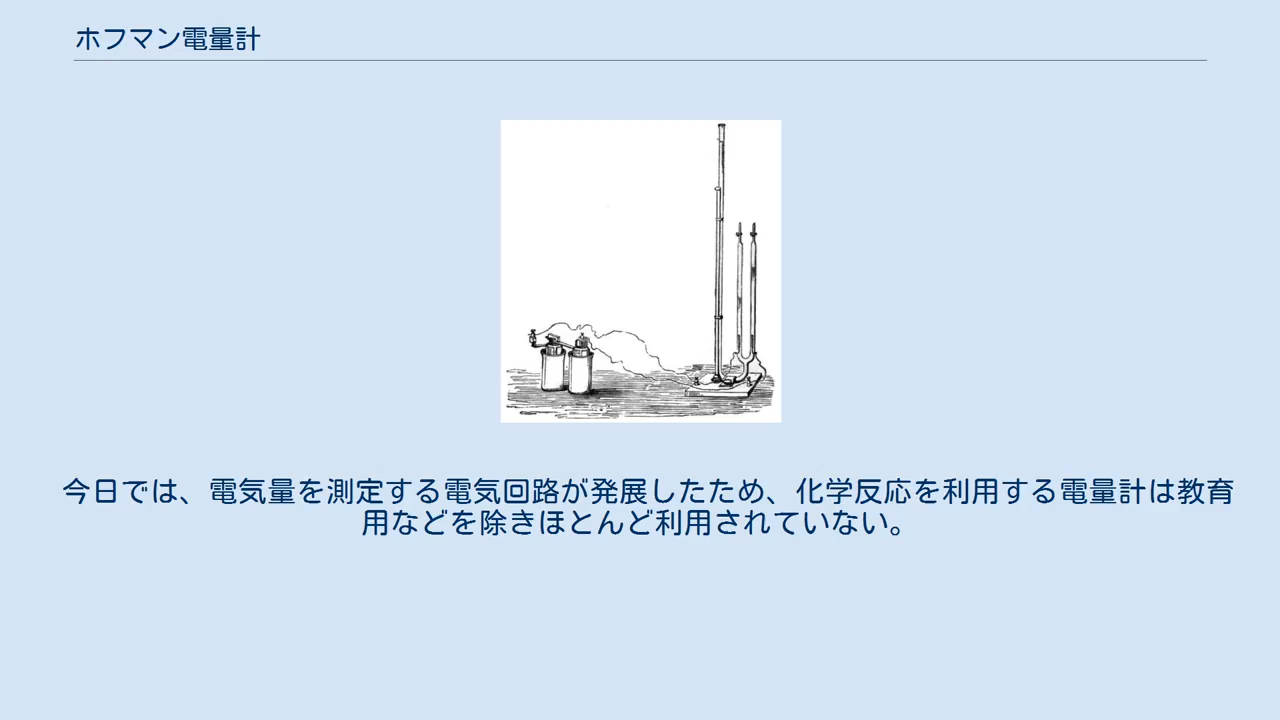 ホフマン電量計
今日では、電気量を測定する電気回路が発展したため、化学反応を利用する電量計は教育
用などを除きほとんど利用されていない。